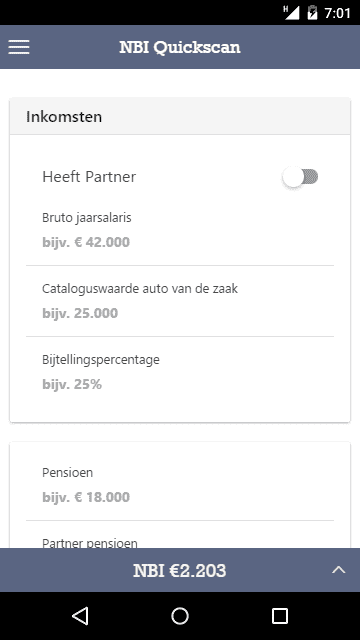 H 7:01
NBI Quickscan
Inkomsten
Heeft Partner
Bruto jaarsalaris
bijv. € 42.000
Cataloguswaarde auto van de zaak
bijv. 25.000
Bijtellingspercentage
bijv. 25%
Pensioen
bijv. € 18.000
Partner pensioen
NBI €2.203